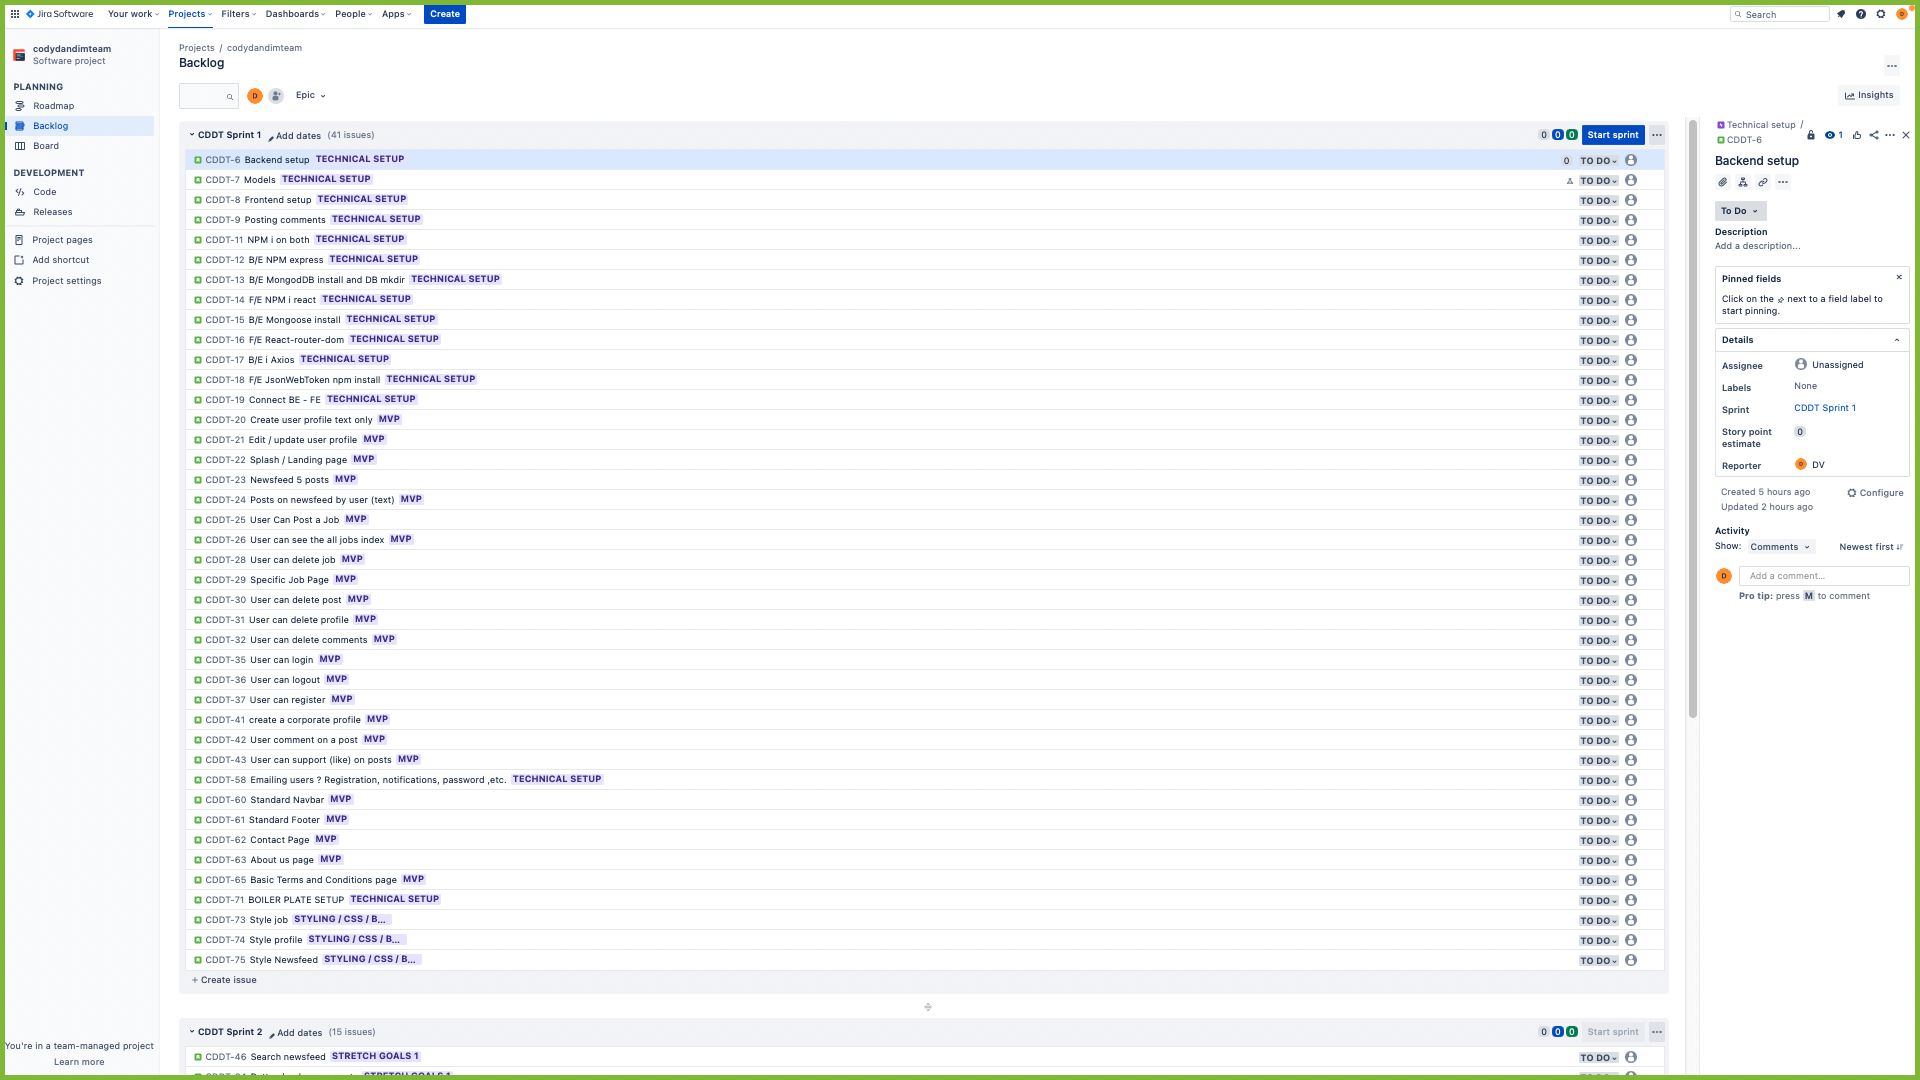 Jira Software Your work Projects Filters Dashboards People Apps Create Search D
codydandimteam
Software project
PLANNING
Roadmap
Backlog
Board
DEVELOPMENT
Code
Releases
Project pages
Add shortcut
Project settings
You're in a team-managed project
Learn more
Projects / codydandimteam
Backlog
D Epic
Insights
CDDT Sprint 1 Add dates (41 issues) 0 0 0 Start sprint
CDDT-6 Backend setup TECHNICAL SETUP 0 TO DO
CDDT-7 Models TECHNICAL SETUP TO DO
CDDT-8 Frontend setup TECHNICAL SETUP TO DO
CDDT-9 Posting comments TECHNICAL SETUP TO DO
CDDT-11 NPM i on both TECHNICAL SETUP TO DO
CDDT-12 B/E NPM express TECHNICAL SETUP TO DO
CDDT-13 B/E MongodDB install and DB mkdir TECHNICAL SETUP TO DO
CDDT-14 F/E NPM i react TECHNICAL SETUP TO DO
CDDT-15 B/E Mongoose install TECHNICAL SETUP TO DO
CDDT-16 F/E React-router-dom TECHNICAL SETUP TO DO
CDDT-17 B/E i Axios TECHNICAL SETUP TO DO
CDDT-18 F/E JsonWebToken npm install TECHNICAL SETUP TO DO
CDDT-19 Connect BE - FE TECHNICAL SETUP TO DO
CDDT-20 Create user profile text only MVP TO DO
CDDT-21 Edit / update user profile MVP TO DO
CDDT-22 Splash / Landing page MVP TO DO
CDDT-23 Newsfeed 5 posts MVP TO DO
CDDT-24 Posts on newsfeed by user (text) MVP TO DO
CDDT-25 User Can Post a Job MVP TO DO
CDDT-26 User can see the all jobs index MVP TO DO
CDDT-28 User can delete job MVP TO DO
CDDT-29 Specific Job Page MVP TO DO
CDDT-30 User can delete post MVP TO DO
CDDT-31 User can delete profile MVP TO DO
CDDT-32 User can delete comments MVP TO DO
CDDT-35 User can login MVP TO DO
CDDT-36 User can logout MVP TO DO
CDDT-37 User can register MVP TO DO
CDDT-41 create a corporate profile MVP TO DO
CDDT-42 User comment on a post MVP TO DO
CDDT-43 User can support (like) on posts MVP TO DO
CDDT-58 Emailing users ? Registration, notifications, password ,etc. TECHNICAL SETUP TO DO
CDDT-60 Standard Navbar MVP TO DO
CDDT-61 Standard Footer MVP TO DO
CDDT-62 Contact Page MVP TO DO
CDDT-63 About us page MVP TO DO
CDDT-65 Basic Terms and Conditions page MVP TO DO
CDDT-71 BOILER PLATE SETUP TECHNICAL SETUP TO DO
CDDT-73 Style job STYLING / CSS / B... TO DO
CDDT-74 Style profile STYLING / CSS / B... TO DO
CDDT-75 Style Newsfeed STYLING / CSS / B... TO DO
+ Create issue
CDDT Sprint 2 Add dates (15 issues) 0 0 0 Start sprint
CDDT-46 Search newsfeed STRETCH GOALS 1 TO DO
STRETCH GOALS 1
Technical setup /
CDDT-6 1
Backend setup
To Do
Description
Add a description...
Pinned fields
Click on the next to a field label to
start pinning.
Details
Assignee Unassigned
Labels None
Sprint CDDT Sprint 1
Story point
estimate 0
Reporter D DV
Created 5 hours ago Configure
Updated 2 hours ago
Activity
Show: Comments Newest first
D Add a comment...
Pro tip: press M to comment